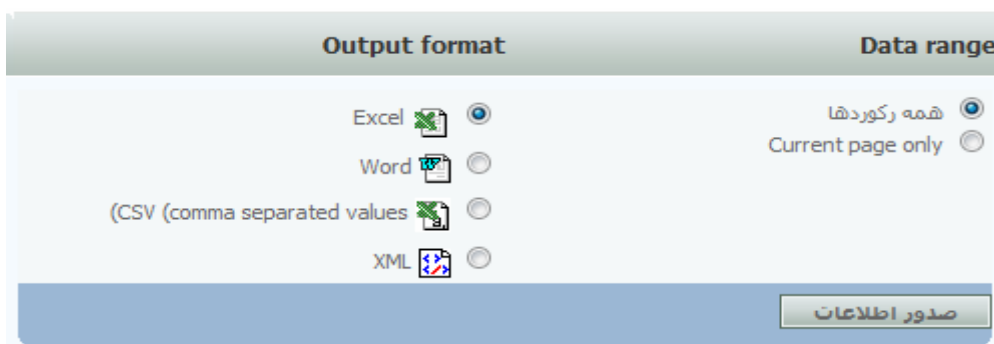 Data range
همه رکوردها
Current page only
Output format
Excel
Word
(CSV (comma separated values
XML
صدور اطلاعات